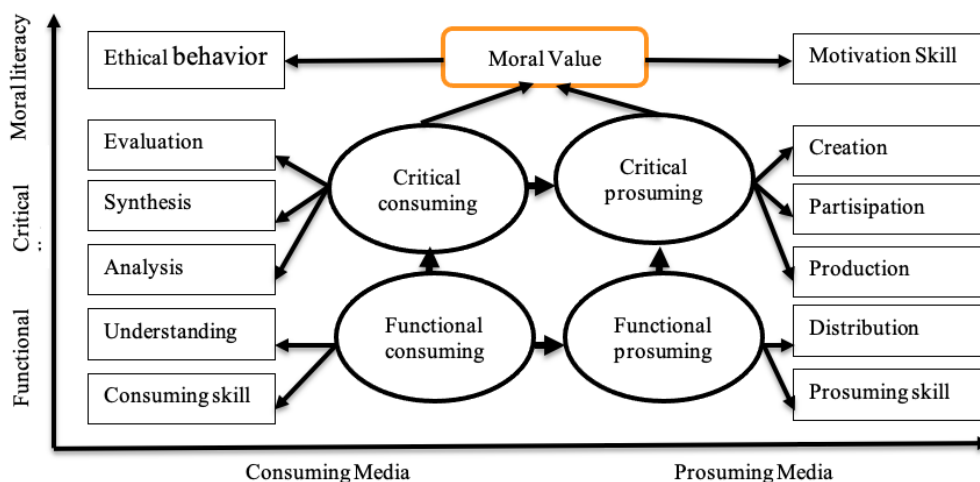 Moral literacy
Critical
Functional
Ethical behavior
Moral Value
Motivation Skill
Evaluation
Synthesis
Analysis
Critical
consuming
Critical
prosuming
Creation
Partisipation
Production
Understanding
Consuming skill
Functional
consuming
Functional
prosuming
Distribution
Prosuming skill
Consuming Media
Prosuming Media